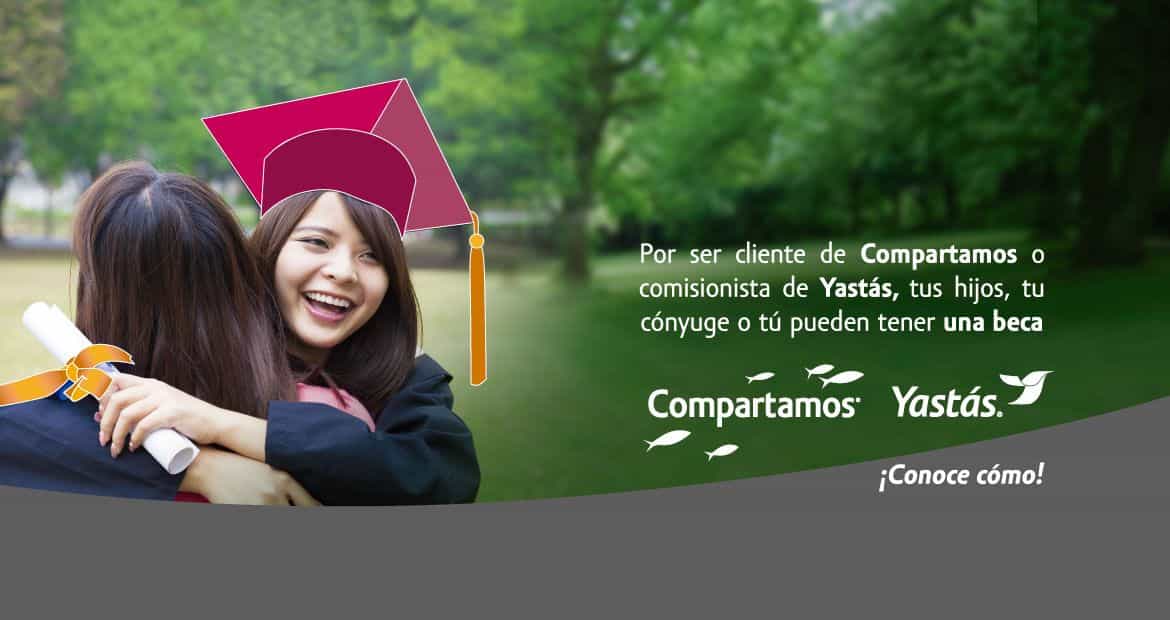 Por ser cliente de Compartamos o
comisionista de Yastás, tus hijos, tu
cónyuge o tú pueden tener una beca
Compartamos
Yastás®
¡Conoce cómo!